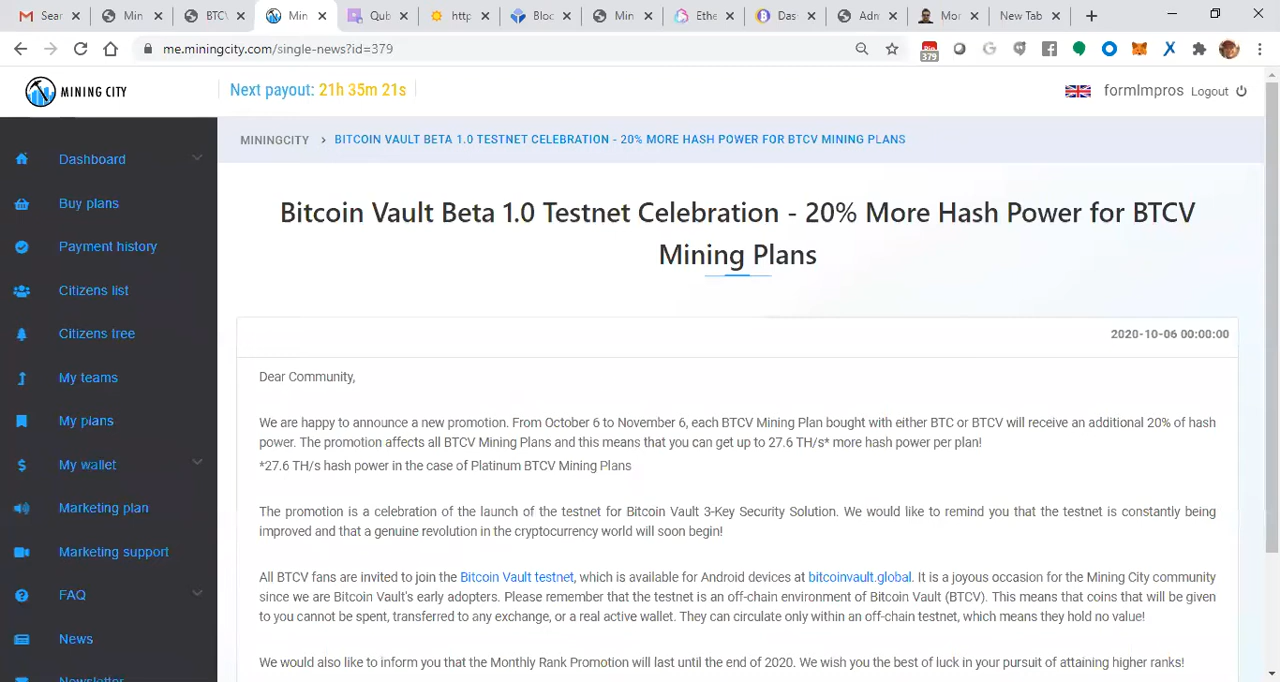 Sear
Min
BTCV
Min
Qub
http
Bloc
Min
Ethe
Das
Adn
Mor
New Tab
me.miningcity.com/single-news?id=379
379
MINING CITY
Next payout: 21h 35m 21s
formImpros
Logout
MININGCITY > BITCOIN VAULT BETA 1.0 TESTNET CELEBRATION - 20% MORE HASH POWER FOR BTCV MINING PLANS
Dashboard
Buy plans
Payment history
Citizens list
Citizens tree
My teams
My plans
My wallet
Marketing plan
Marketing support
FAQ
News
Newsletter
Bitcoin Vault Beta 1.0 Testnet Celebration - 20% More Hash Power for BTCV
Mining Plans
2020-10-06 00:00:00
Dear Community,
We are happy to announce a new promotion. From October 6 to November 6, each BTCV Mining Plan bought with either BTC or BTCV will receive an additional 20% of hash
power. The promotion affects all BTCV Mining Plans and this means that you can get up to 27.6 TH/s* more hash power per plan!
*27.6 TH/s hash power in the case of Platinum BTCV Mining Plans
The promotion is a celebration of the launch of the testnet for Bitcoin Vault 3-Key Security Solution. We would like to remind you that the testnet is constantly being
improved and that a genuine revolution in the cryptocurrency world will soon begin!
All BTCV fans are invited to join the Bitcoin Vault testnet, which is available for Android devices at bitcoinvault.global. It is a joyous occasion for the Mining City community
since we are Bitcoin Vault's early adopters. Please remember that the testnet is an off-chain environment of Bitcoin Vault (BTCV). This means that coins that will be given
to you cannot be spent, transferred to any exchange, or a real active wallet. They can circulate only within an off-chain testnet, which means they hold no value!
We would also like to inform you that the Monthly Rank Promotion will last until the end of 2020. We wish you the best of luck in your pursuit of attaining higher ranks!